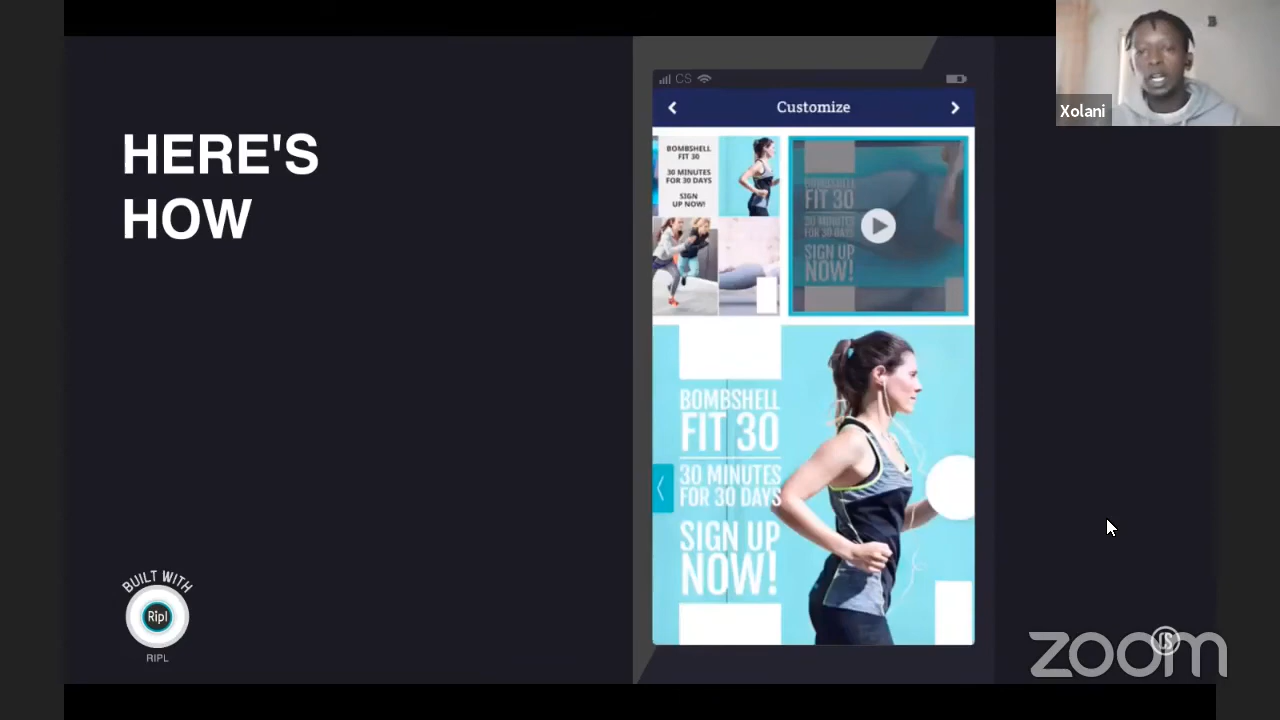 HERE'S
HOW
BUILT WITH
Ripl
RIPL
CS
Customize
BOMBSHELL
FIT 30
30 MINUTES
FOR 30 DAYS
SIGN
UP NOW!
BOMBSHELL
FIT 30
30 MINUTES
FOR 30 DAYS
SIGN UP
NOW!
BOMBSHELL
FIT 30
30 MINUTES
FOR 30 DAYS
SIGN UP
NOW!
Xolani
CS
zoom